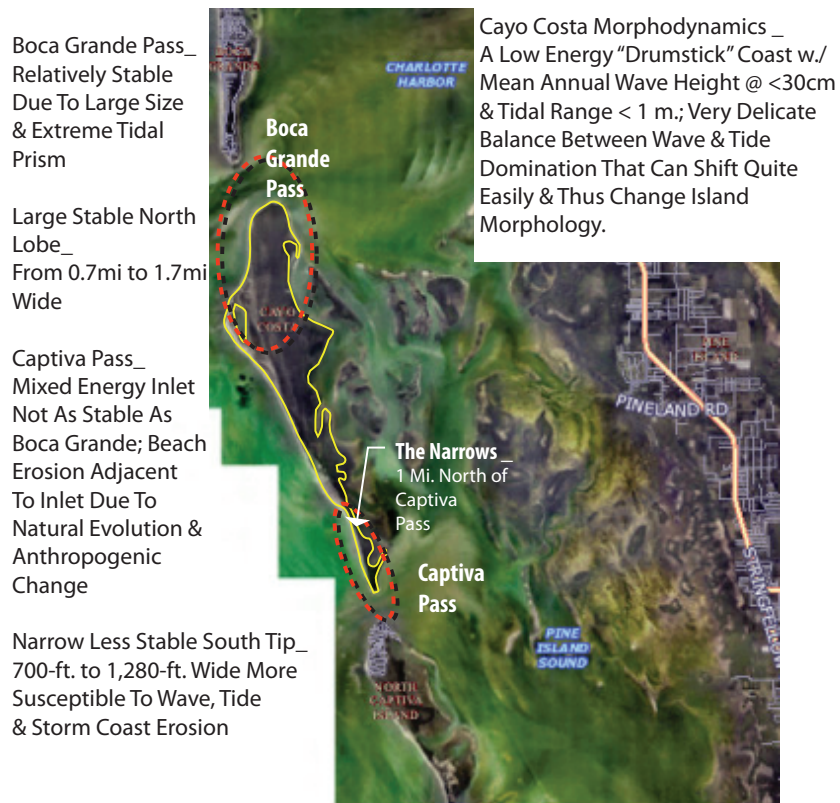 Boca Grande Pass_
Relatively Stable
Due To Large Size
& Extreme Tidal
Prism
Large Stable North
Lobe_
From 0.7mi to 1.7mi
Wide
Captiva Pass_
Mixed Energy Inlet
Not As Stable As
Boca Grande; Beach
Erosion Adjacent
To Inlet Due To
Natural Evolution &
Anthropogenic
Change
Narrow Less Stable South Tip_
700-ft. to 1,280-ft. Wide More
Susceptible To Wave, Tide
& Storm Coast Erosion
Cayo Costa Morphodynamics _
A Low Energy “Drumstick” Coast w./
Mean Annual Wave Height @ <30cm
& Tidal Range < 1 m.; Very Delicate
Balance Between Wave & Tide
Domination That Can Shift Quite
Easily & Thus Change Island
Morphology.
CHARLOTTE
HARBOR
Boca
Grande
Pass
CAYO
COSTA
PINE
ISLAND
PINELAND RD
The Narrows _
1 Mi. North of
Captiva
Pass
Captiva
Pass
STRINGFELLOW
PINE
ISLAND
SOUND
NORTH
CAPTIVA
ISLAND